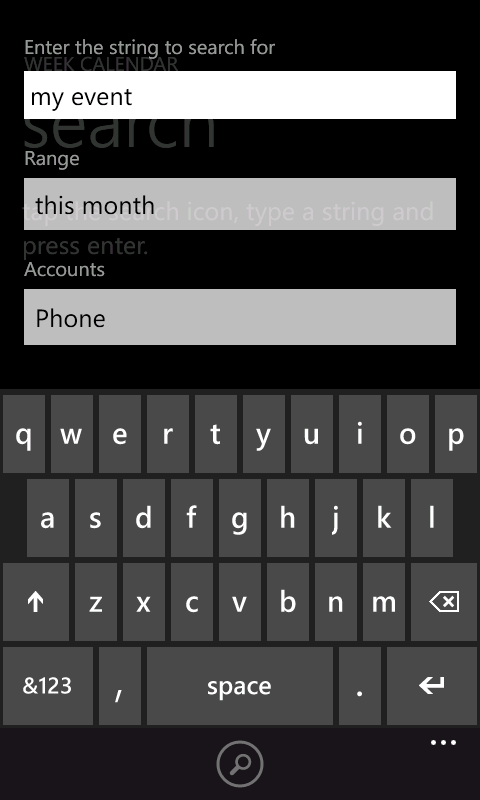 Enter the string to search for
WEEK CALENDAR
my event
search
Range
this month
tap the search icon, type a string and
press enter.
Accounts
Phone
q w e r t y u i o p
a s d f g h j k l
z x c v b n m
&123 , space .